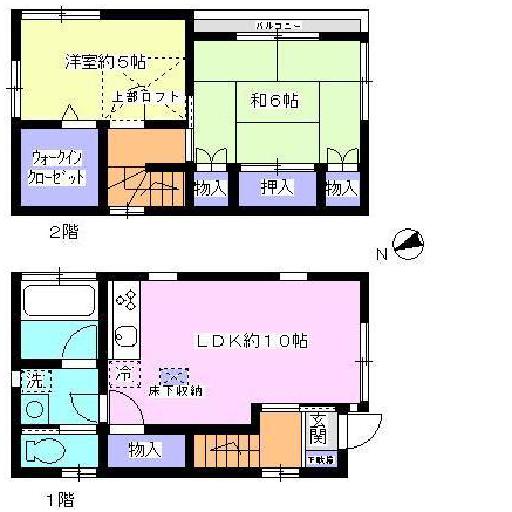 バルコニー
洋室約5帖
上部ロフト
和6帖
ウォークイン
クローゼット
物入
押入
物入
2階
N
LDK約10帖
洗
冷
床下収納
玄
関
下駄箱
物入
1階